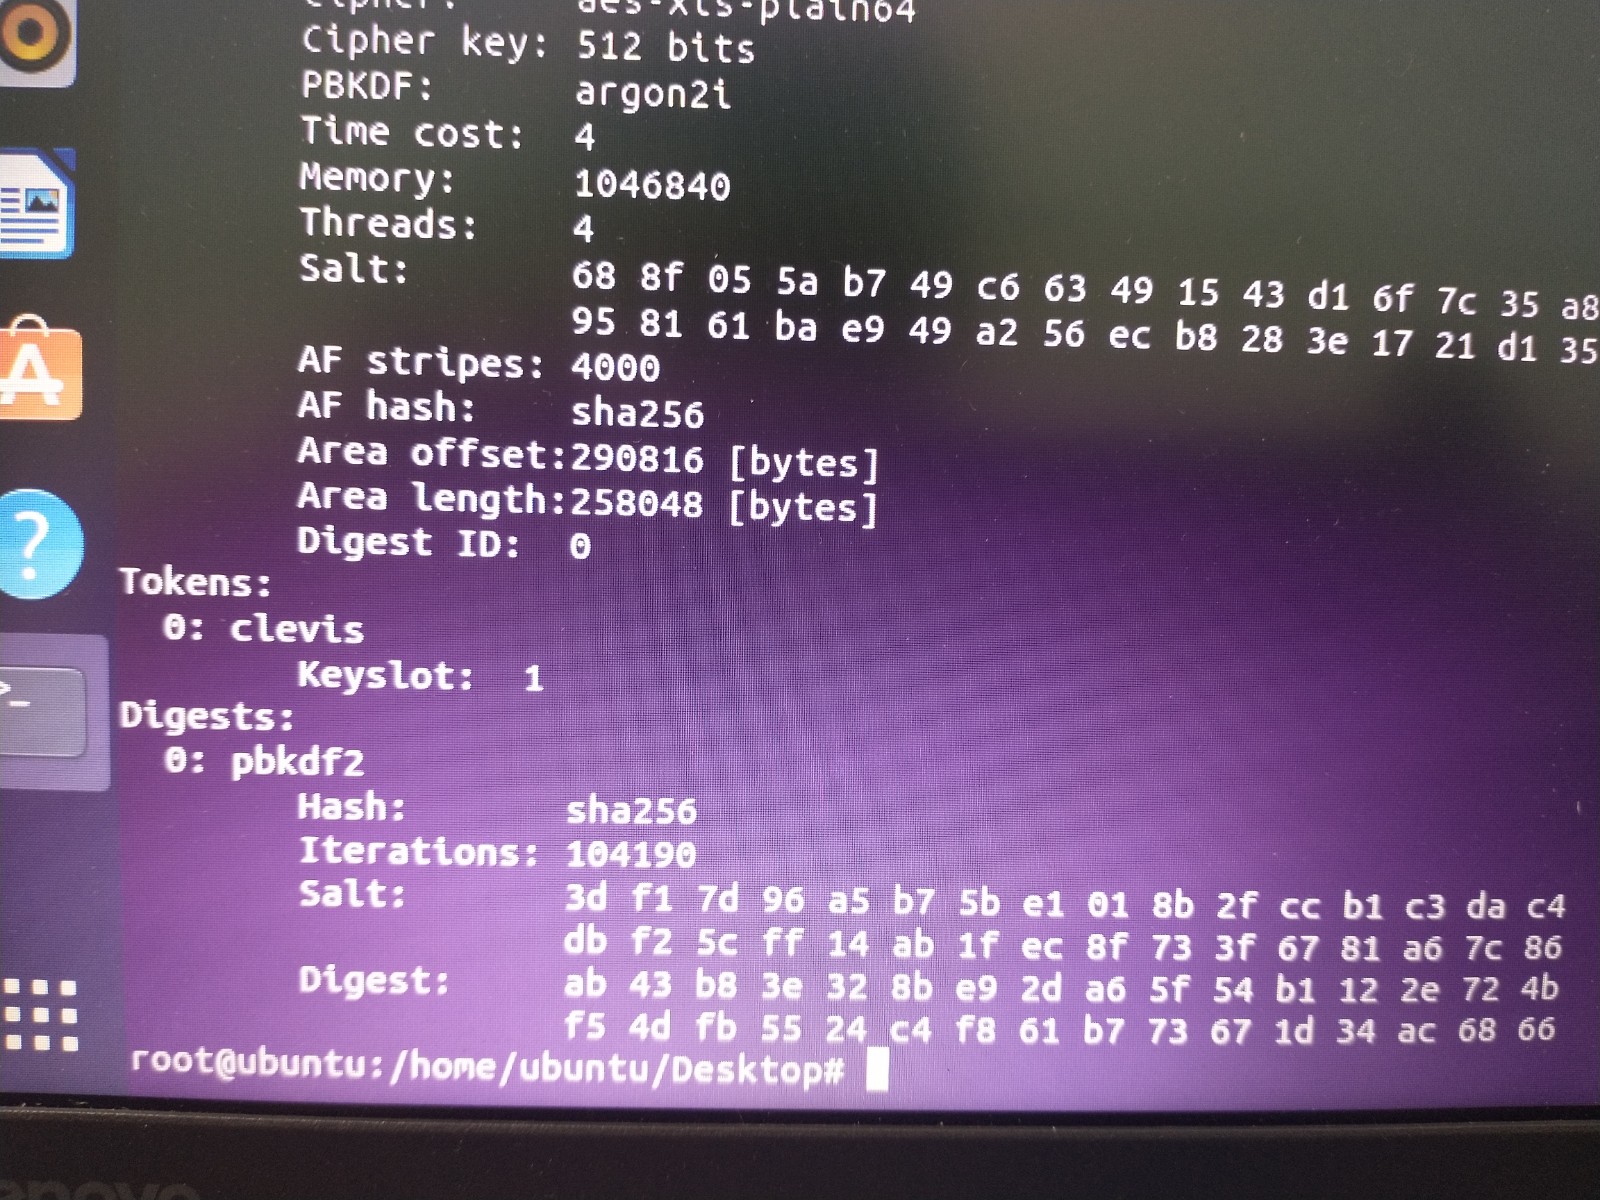 Cipher: aes-xts-plain64
Cipher key: 512 bits
PBKDF: argon2i
Time cost: 4
Memory: 1046840
Threads: 4
Salt: 68 8f 05 5a b7 49 c6 63 49 15 43 d1 6f 7c 35 a8
95 81 61 ba e9 49 a2 56 ec b8 28 3e 17 21 d1 35
AF stripes: 4000
AF hash: sha256
Area offset:290816 [bytes]
Area length:258048 [bytes]
Digest ID: 0
Tokens:
0: clevis
Keyslot: 1
Digests:
0: pbkdf2
Hash: sha256
Iterations: 104190
Salt: 3d f1 7d 96 a5 b7 5b e1 01 8b 2f cc b1 c3 da c4
db f2 5c ff 14 ab 1f ec 8f 73 3f 67 81 a6 7c 86
Digest: ab 43 b8 3e 32 8b e9 2d a6 5f 54 b1 12 2e 72 4b
f5 4d fb 55 24 c4 f8 61 b7 73 67 1d 34 ac 68 66
root@ubuntu:/home/ubuntu/Desktop#